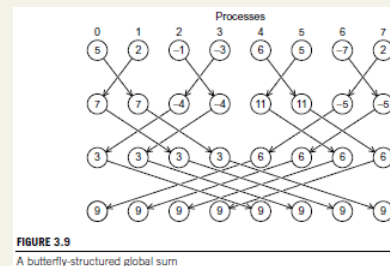 Processes
0 1 2 3 4 5 6 7
5 2 −1 −3 6 5 −7 2
7 7 −4 −4 11 11 −5 −5
3 3 3 3 6 6 6 6
9 9 9 9 9 9 9 9
FIGURE 3.9
A butterfly-structured global sum